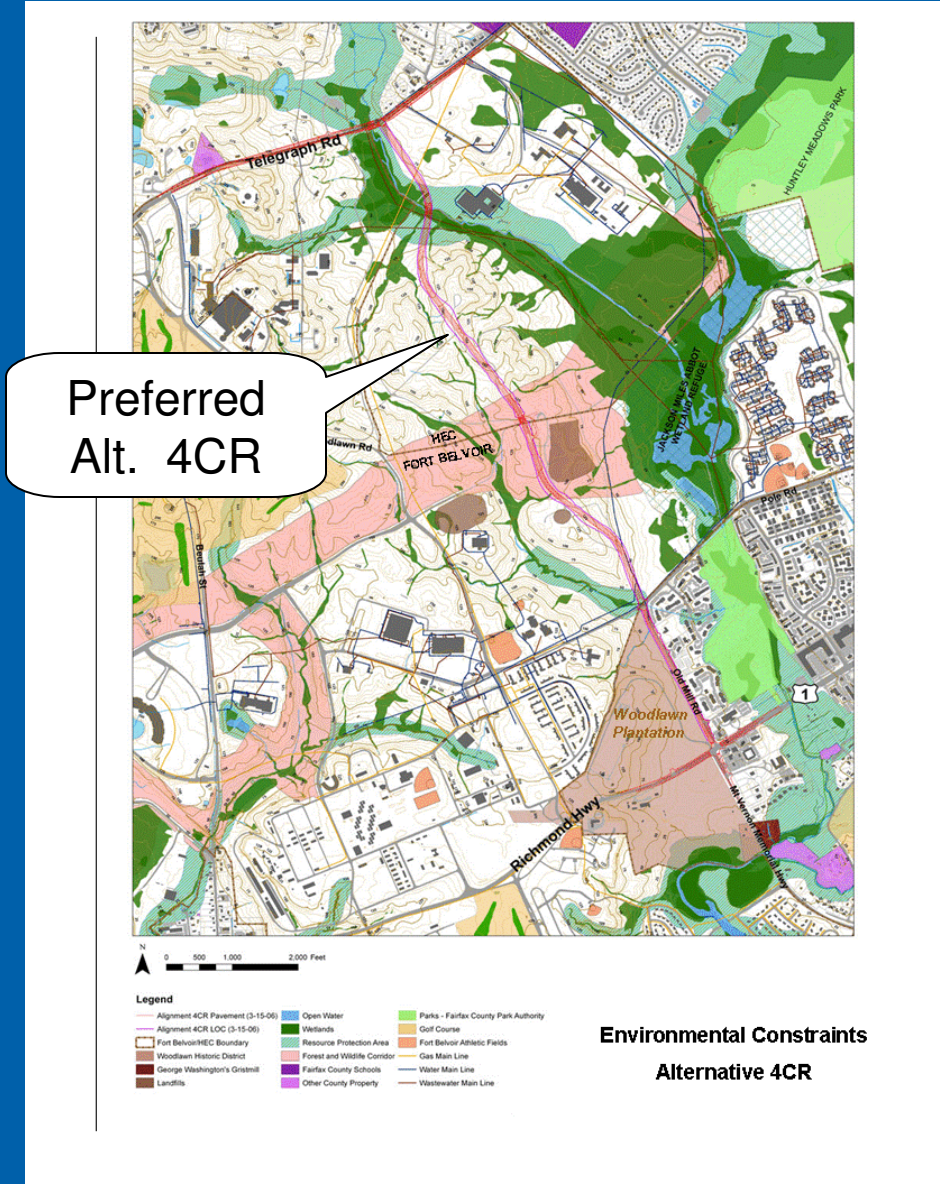 Telegraph Rd
HUNTLEY MEADOWS PARK
Preferred
Alt. 4CR
dlawn Rd
HEC
FORT BELVOIR
JACKSON MILES ABBOT
WETLAND REFUGE
Pole Rd
Beulah St
Old Mill Rd
1
Woodlawn
Plantation
Richmond Hwy
Mt Vernon Memorial Hwy
N
0 500 1,000 2,000 Feet
Legend
Alignment 4CR Pavement (3-15-06)
Alignment 4CR LOC (3-15-06)
Fort Belvoir/HEC Boundary
Woodlawn Historic District
George Washington's Gristmill
Landfills
Open Water
Wetlands
Resource Protection Area
Forest and Wildlife Corridor
Fairfax County Schools
Other County Property
Parks - Fairfax County Park Authority
Golf Course
Fort Belvoir Athletic Fields
Gas Main Line
Water Main Line
Wastewater Main Line
Environmental Constraints
Alternative 4CR